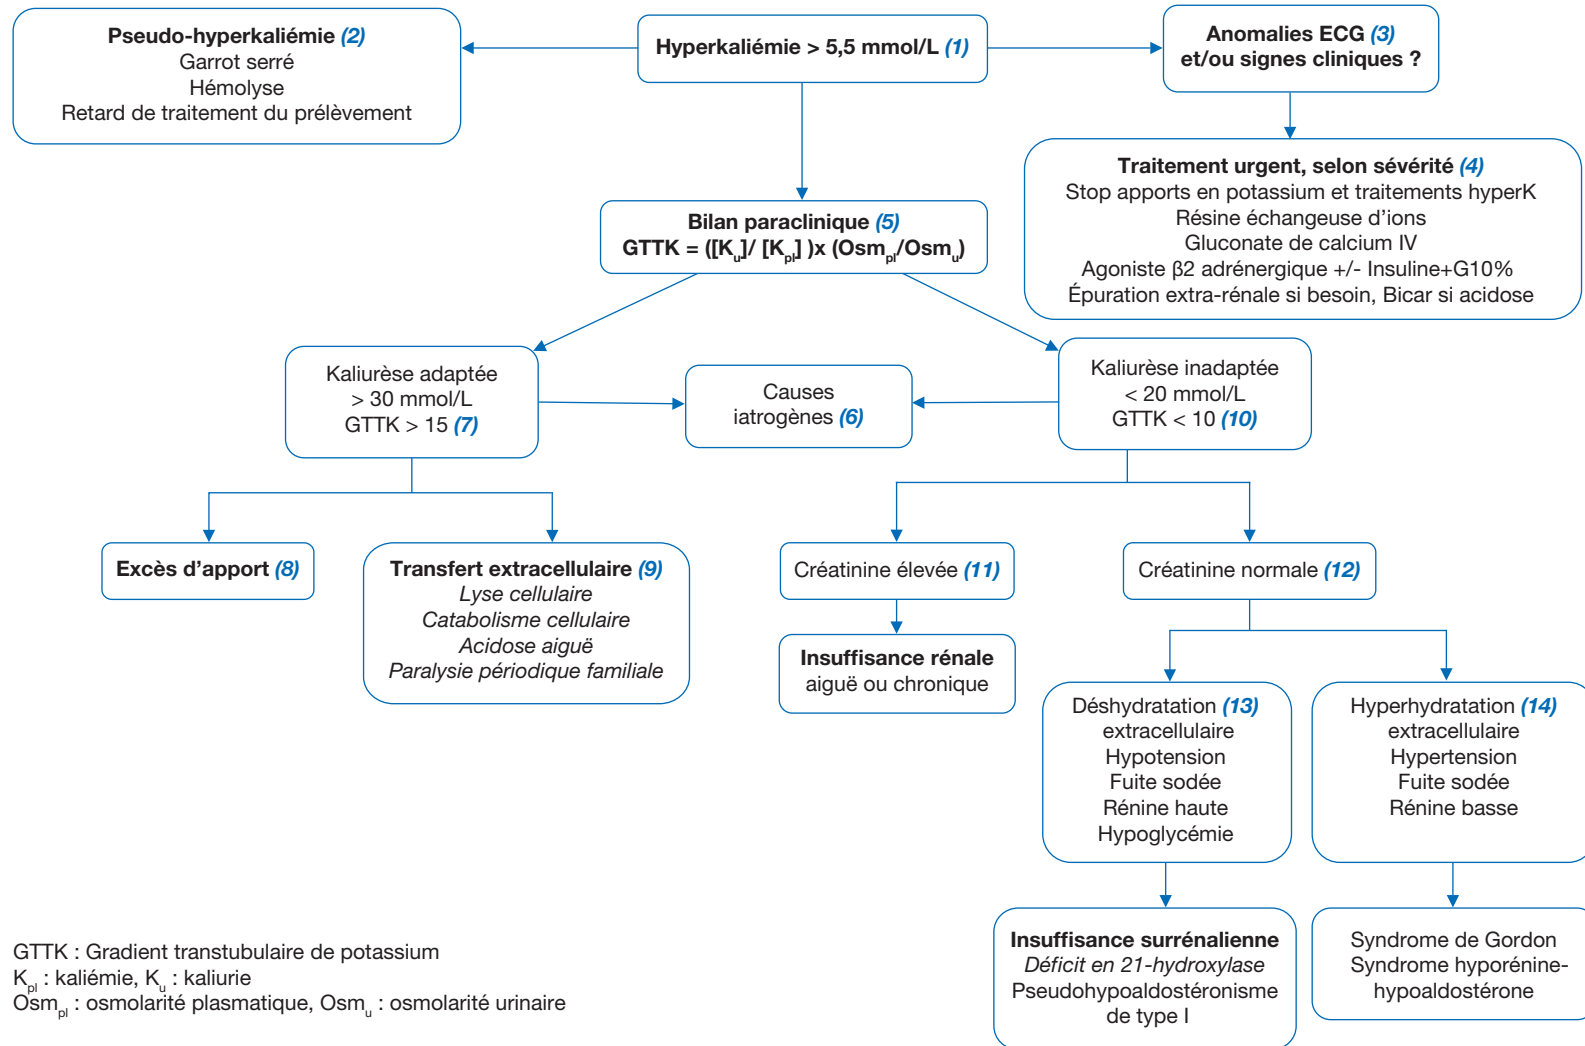 Pseudo-hyperkaliémie (2)
Garrot serré
Hémolyse
Retard de traitement du prélèvement
Hyperkaliémie > 5,5 mmol/L (1)
Anomalies ECG (3)
et/ou signes cliniques ?
Traitement urgent, selon sévérité (4)
Stop apports en potassium et traitements hyperK
Résine échangeuse d'ions
Gluconate de calcium IV
Agoniste β2 adrénergique +/- Insuline+G10%
Épuration extra-rénale si besoin, Bicar si acidose
Bilan paraclinique (5)
GTTK = ([Ku]/ [Kpl] )x (Osmpl/Osmu)
Kaliurèse adaptée
> 30 mmol/L
GTTK > 15 (7)
Causes
iatrogènes (6)
Kaliurèse inadaptée
< 20 mmol/L
GTTK < 10 (10)
Excès d'apport (8)
Transfert extracellulaire (9)
Lyse cellulaire
Catabolisme cellulaire
Acidose aiguë
Paralysie périodique familiale
Créatinine élevée (11)
Créatinine normale (12)
Insuffisance rénale
aiguë ou chronique
Déshydratation (13)
extracellulaire
Hypotension
Fuite sodée
Rénine haute
Hypoglycémie
Hyperhydratation (14)
extracellulaire
Hypertension
Fuite sodée
Rénine basse
Insuffisance surrénalienne
Déficit en 21-hydroxylase
Pseudohypoaldostéronisme
de type I
Syndrome de Gordon
Syndrome hyporénine-
hypoaldostérone
GTTK : Gradient transtubulaire de potassium
Kpl : kaliémie, Ku : kaliurie
Osmpl : osmolarité plasmatique, Osmu : osmolarité urinaire